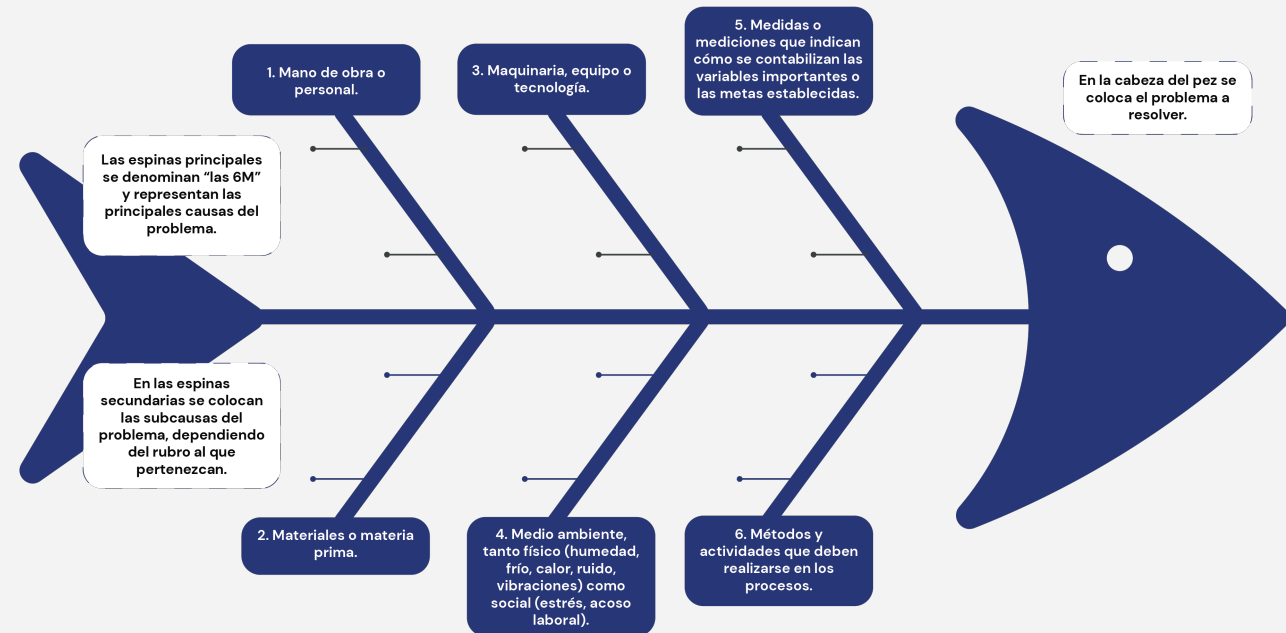 1. Mano de obra o
personal.
3. Maquinaria, equipo o
tecnología.
5. Medidas o
mediciones que indican
cómo se contabilizan las
variables importantes o
las metas establecidas.
En la cabeza del pez se
coloca el problema a
resolver.
Las espinas principales
se denominan “las 6M”
y representan las
principales causas del
problema.
En las espinas
secundarias se colocan
las subcausas del
problema, dependiendo
del rubro al que
pertenezcan.
2. Materiales o materia
prima.
4. Medio ambiente,
tanto físico (humedad,
frío, calor, ruido,
vibraciones) como
social (estrés, acoso
laboral).
6. Métodos y
actividades que deben
realizarse en los
procesos.